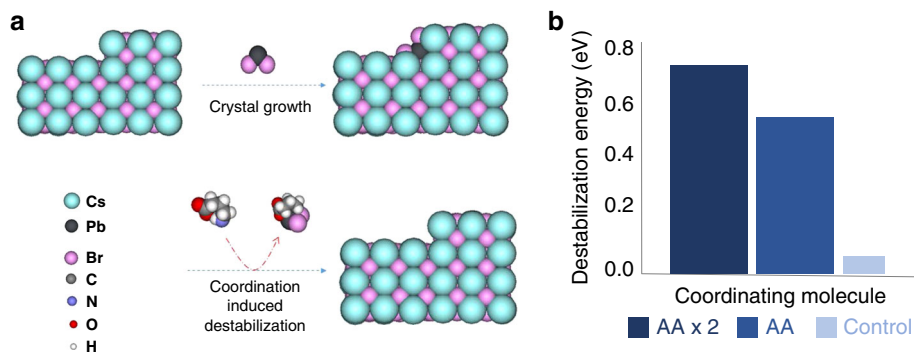 a
Crystal growth
Cs
Pb
Br
C
N
O
H
Coordination
induced
destabilization
b
Destabilization energy (eV)
0.8
0.6
0.4
0.2
0.0
Coordinating molecule
AA x 2
AA
Control